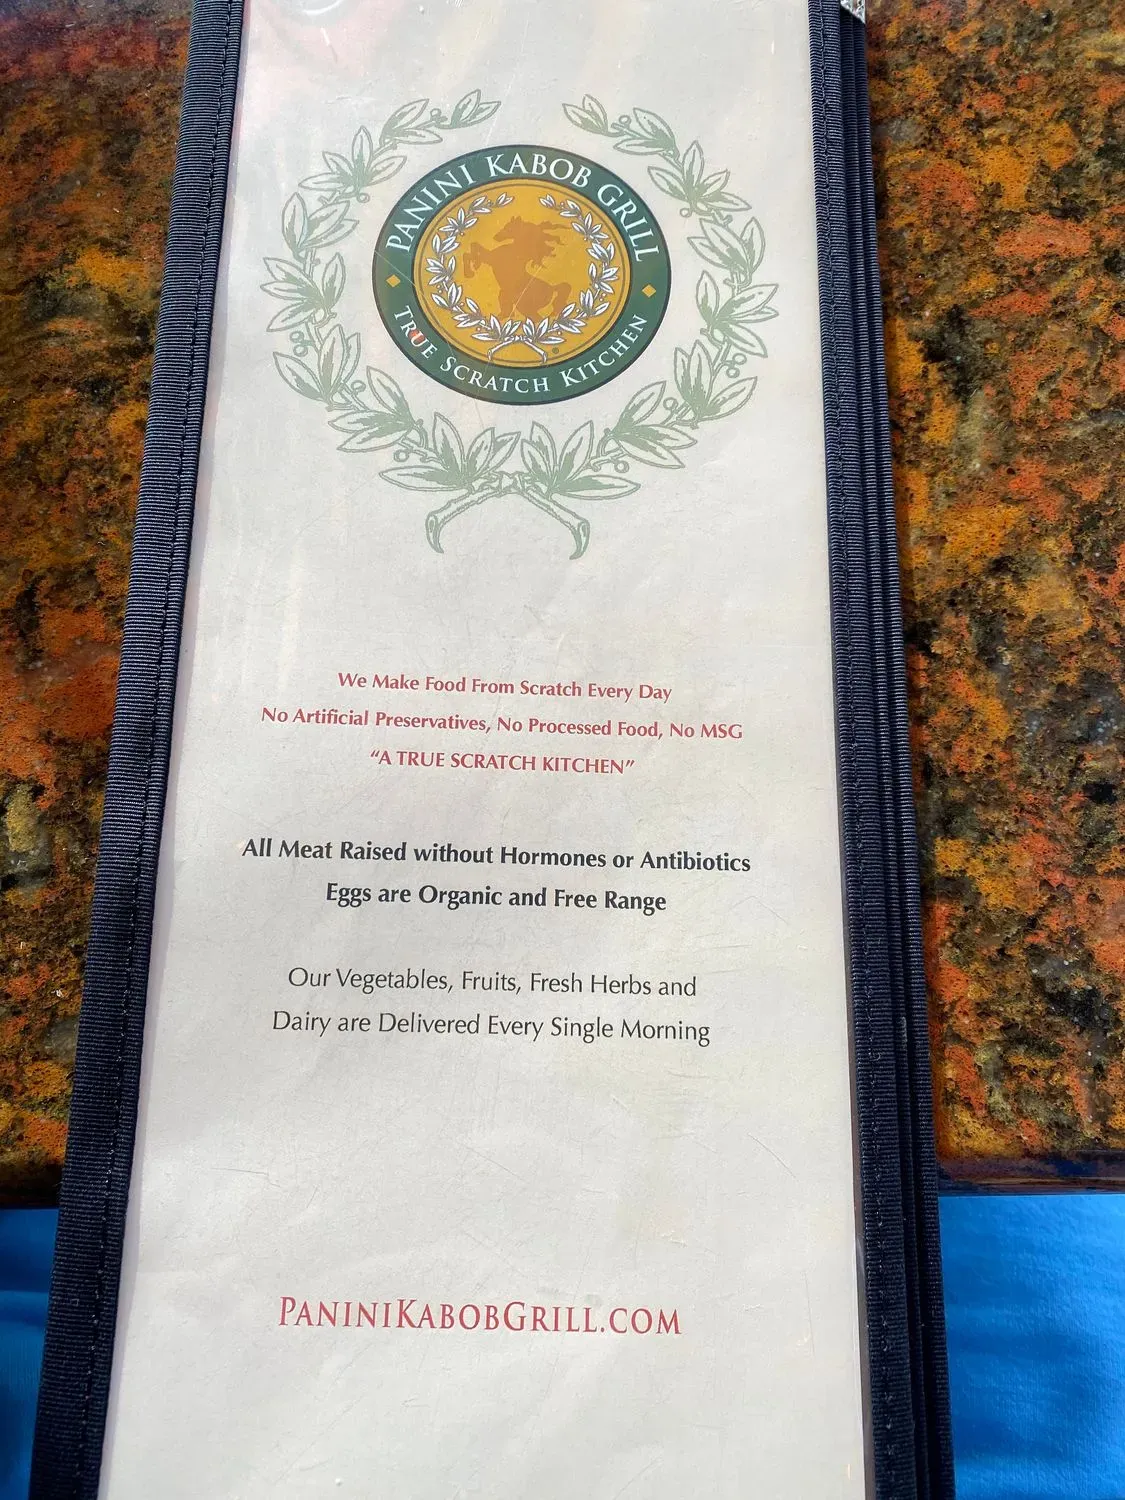 PANINI KABOB GRILL
TRUE SCRATCH KITCHEN
We Make Food From Scratch Every Day
No Artificial Preservatives, No Processed Food, No MSG
“A TRUE SCRATCH KITCHEN”
All Meat Raised without Hormones or Antibiotics
Eggs are Organic and Free Range
Our Vegetables, Fruits, Fresh Herbs and
Dairy are Delivered Every Single Morning
PANINIKABOBGRILL.COM